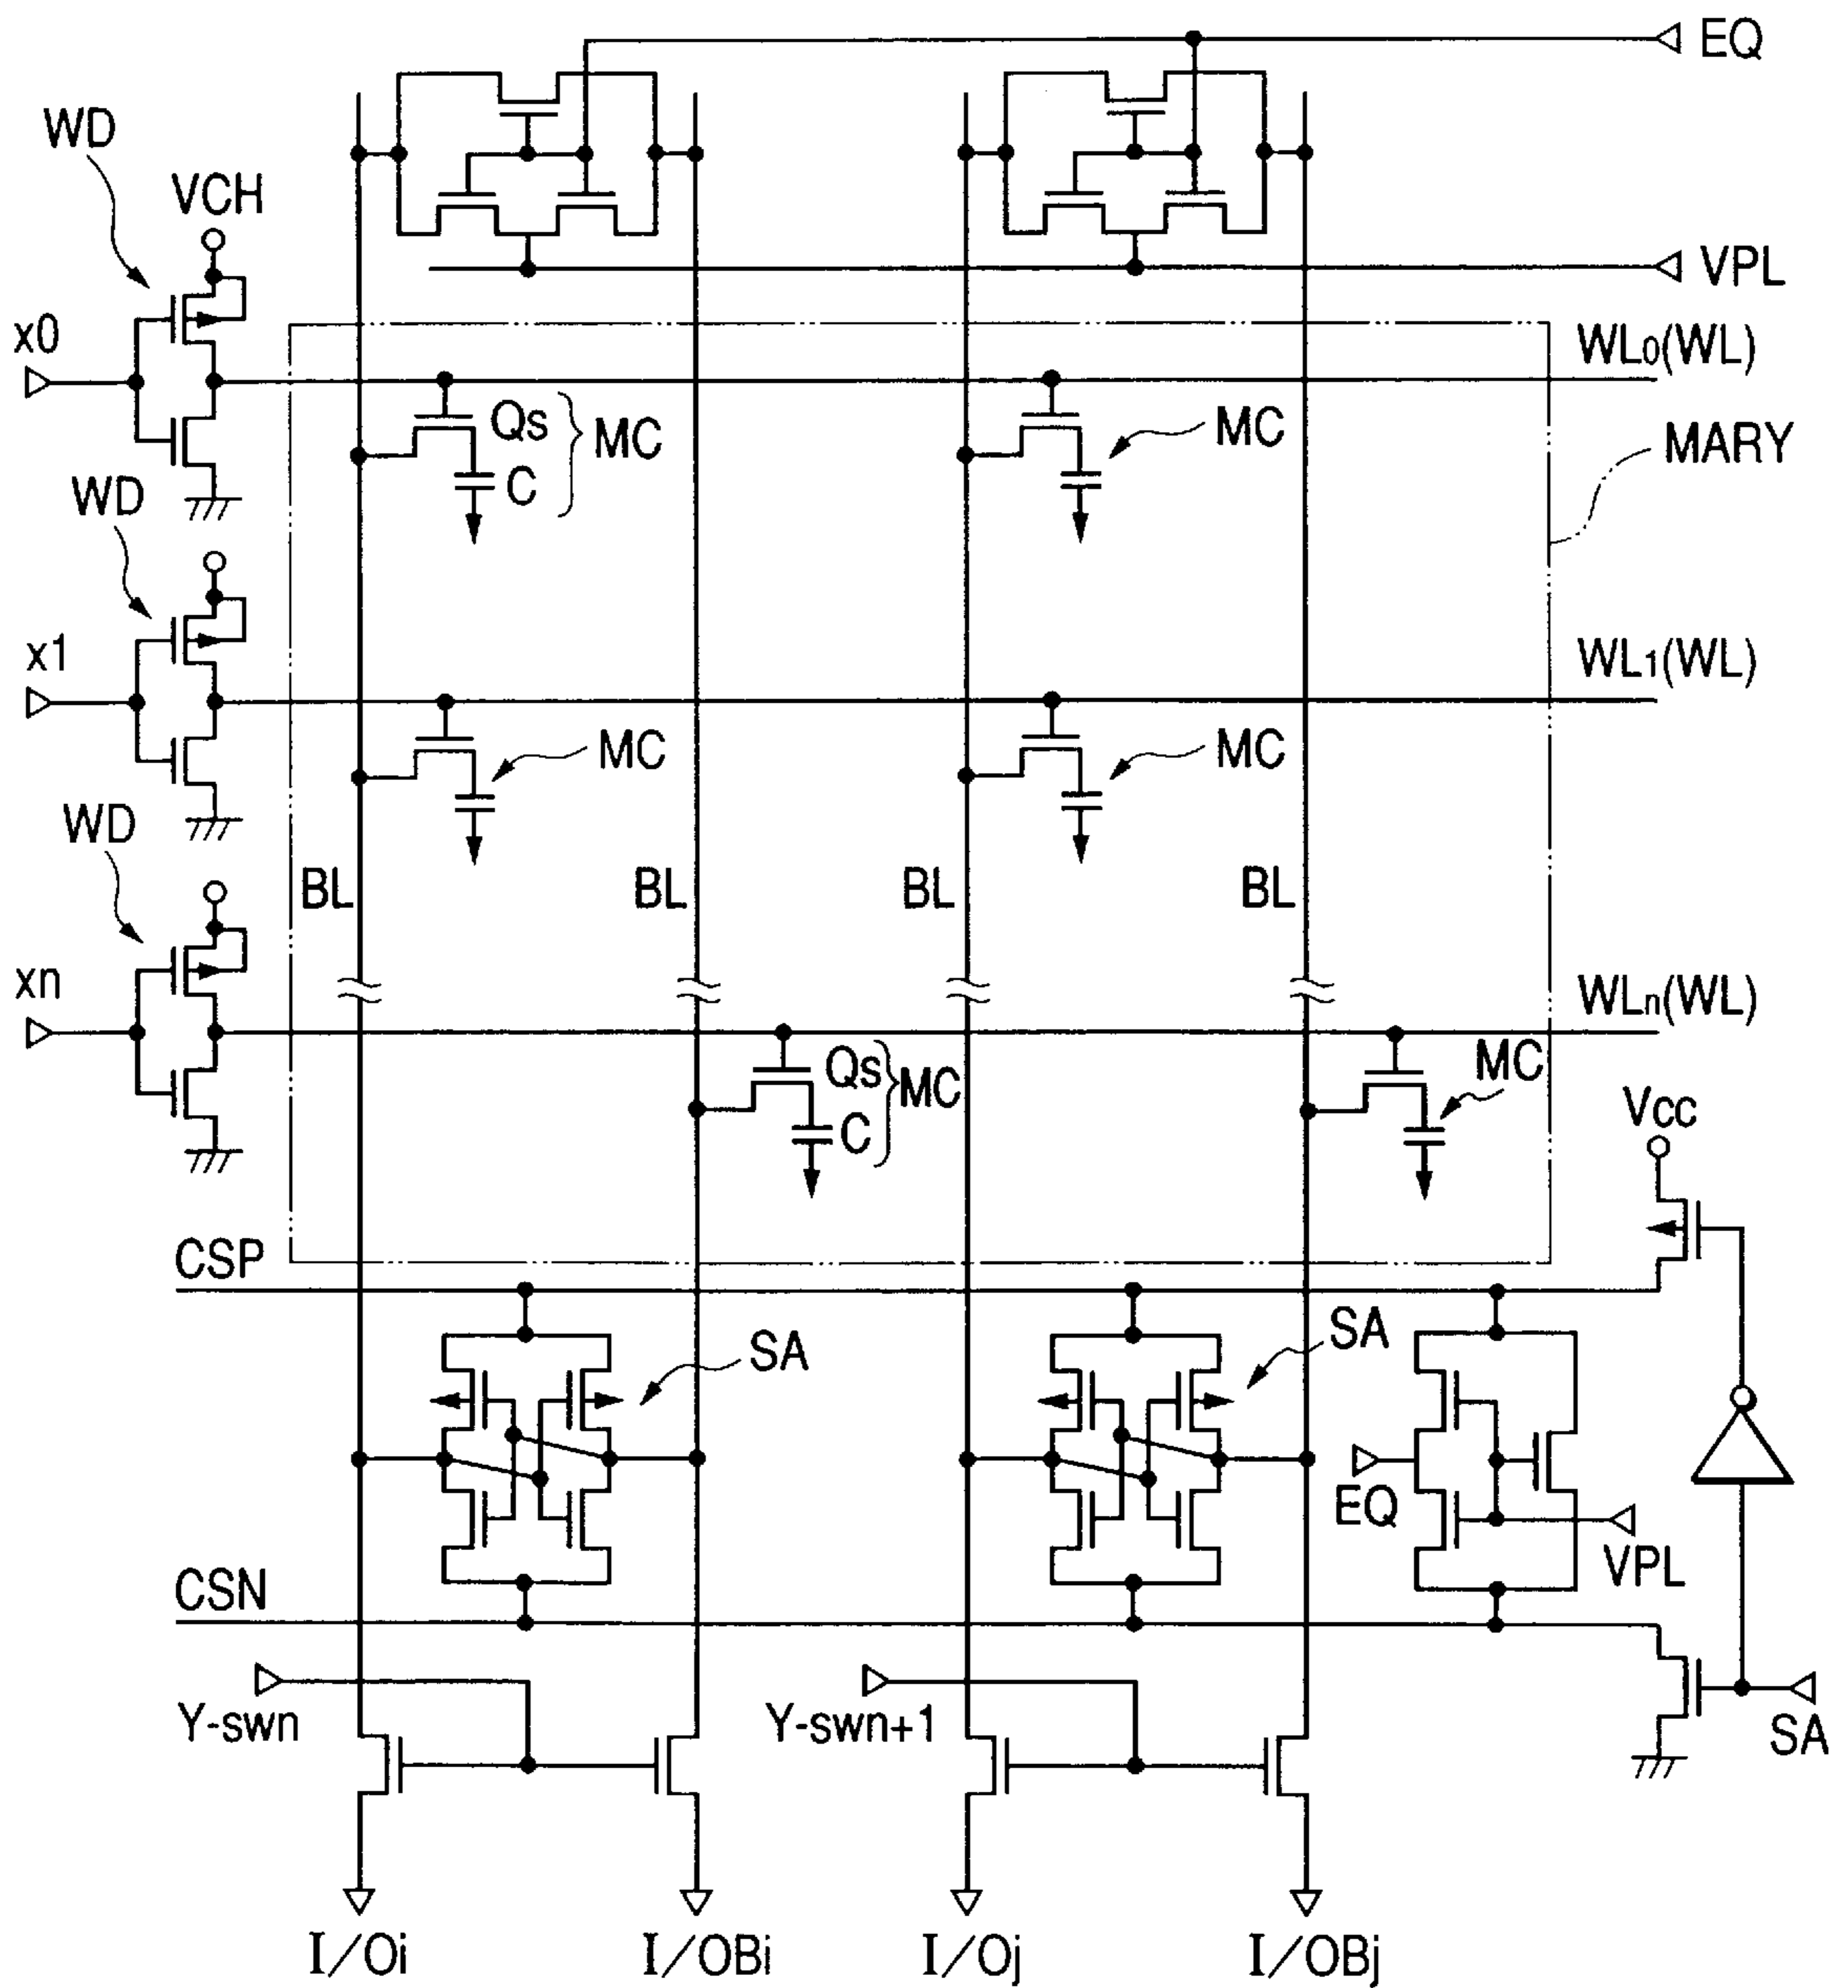 EQ
WD
VCH
VPL
x0
WL0(WL)
Qs
MC
C
MC
MARY
WD
x1
WL1(WL)
MC
MC
WD
BL
BL
BL
BL
xn
WLn(WL)
Qs
MC
C
MC
Vcc
CSP
SA
SA
EQ
VPL
CSN
Y-swn
Y-swn+1
SA
I/Oi
I/OBi
I/Oj
I/OBj